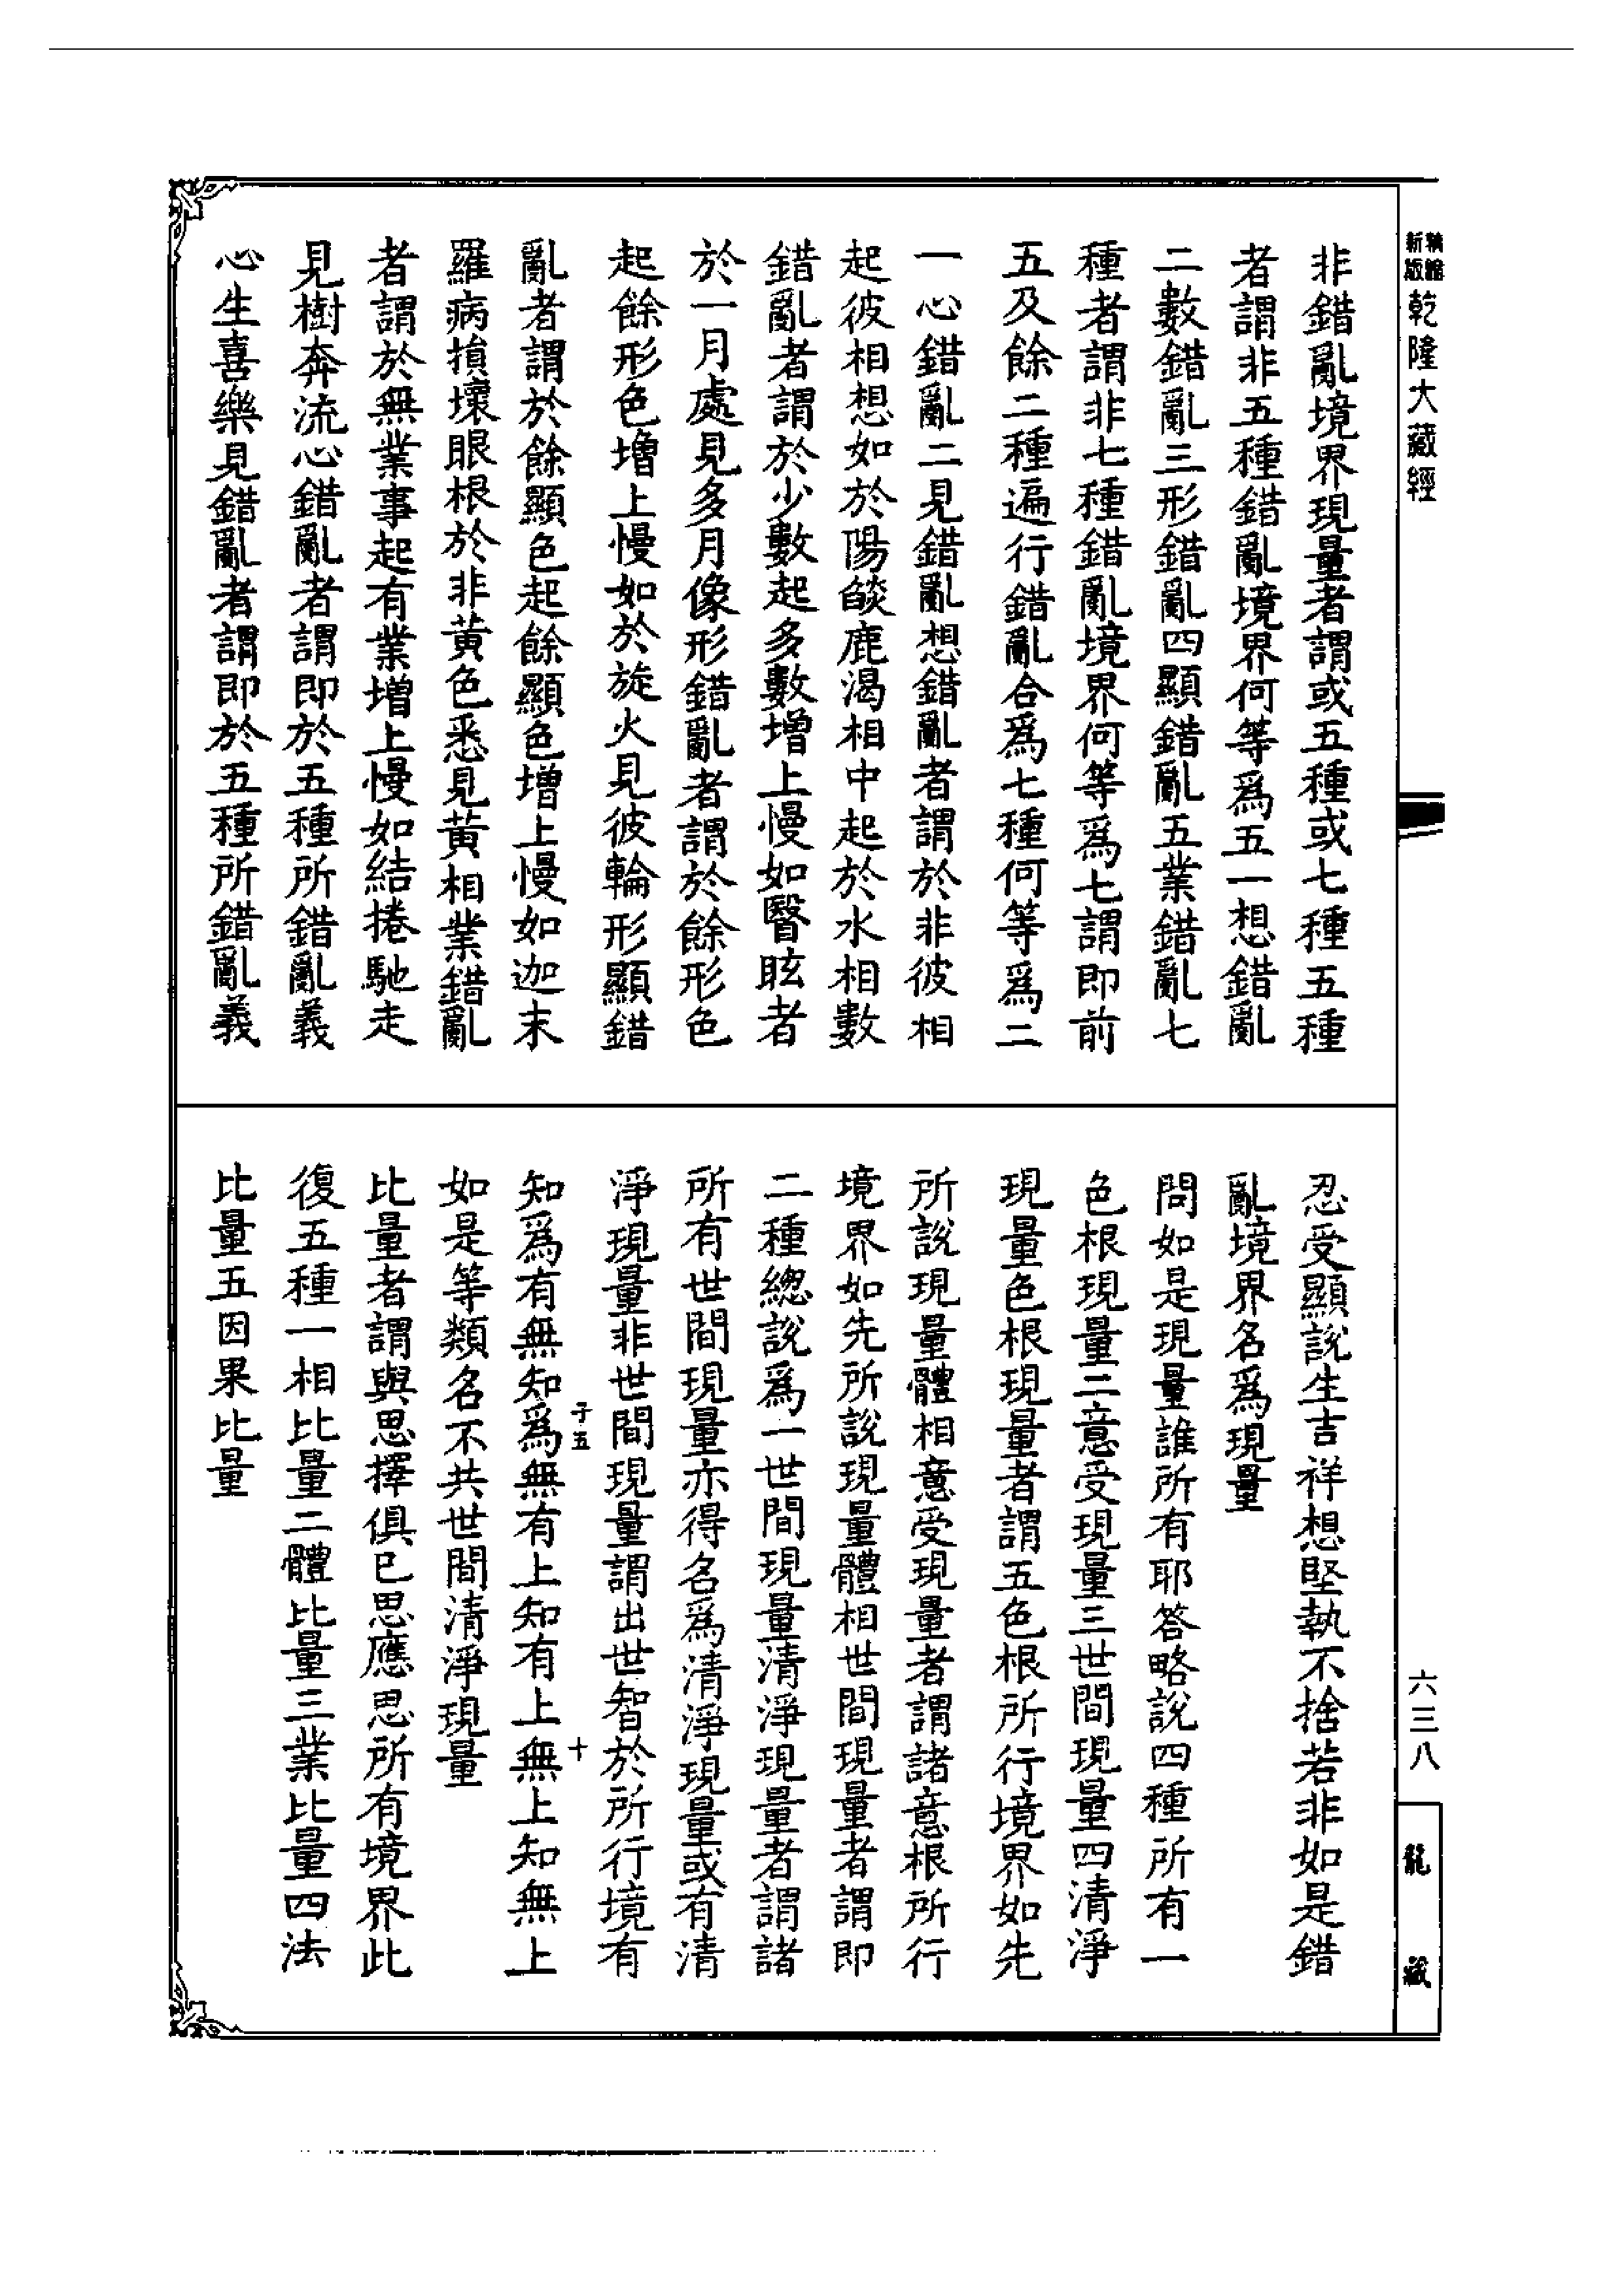 精縮新版
乾隆大藏經
六三八
龍藏
非錯亂境界現量者謂或五種或七種五種
者謂非五種錯亂境界何等爲五一想錯亂
二數錯亂三形錯亂四顯錯亂五業錯亂七
種者謂非七種錯亂境界何等爲七謂即前
五及餘二種遍行錯亂合爲七種何等爲二
一心錯亂二見錯亂想錯亂者謂於非彼相
起彼相想如於陽燄鹿渴相中起於水相數
錯亂者謂於少數起多數增上慢如瞖眩者
於一月處見多月像形錯亂者謂於餘形色
起餘形色增上慢如於旋火見彼輪形顯錯
亂者謂於餘顯色起餘顯色增上慢如迦末
羅病損壞眼根於非黃色悉見黃相業錯亂
者謂於無業事起有業增上慢如結捲馳走
見樹奔流心錯亂者謂即於五種所錯亂義
心生喜樂見錯亂者謂即於五種所錯亂義
忍受顯說生吉祥想堅執不捨若非如是錯
亂境界名爲現量
問如是現量誰所有耶答略說四種所有一
色根現量二意受現量三世間現量四清淨
現量色根現量者謂五色根所行境界如先
所說現量體相意受現量者謂諸意根所行
境界如先所說現量體相世間現量者謂即
二種總說爲一世間現量清淨現量者謂諸
所有世間現量亦得名爲清淨現量或有清
淨現量非世間現量謂出世智於所行境有
知爲有無知爲無有上知有上無上知無上
于五
十
如是等類名不共世間清淨現量
比量者謂與思擇俱已思應思所有境界此
復五種一相比量二體比量三業比量四法
比量五因果比量